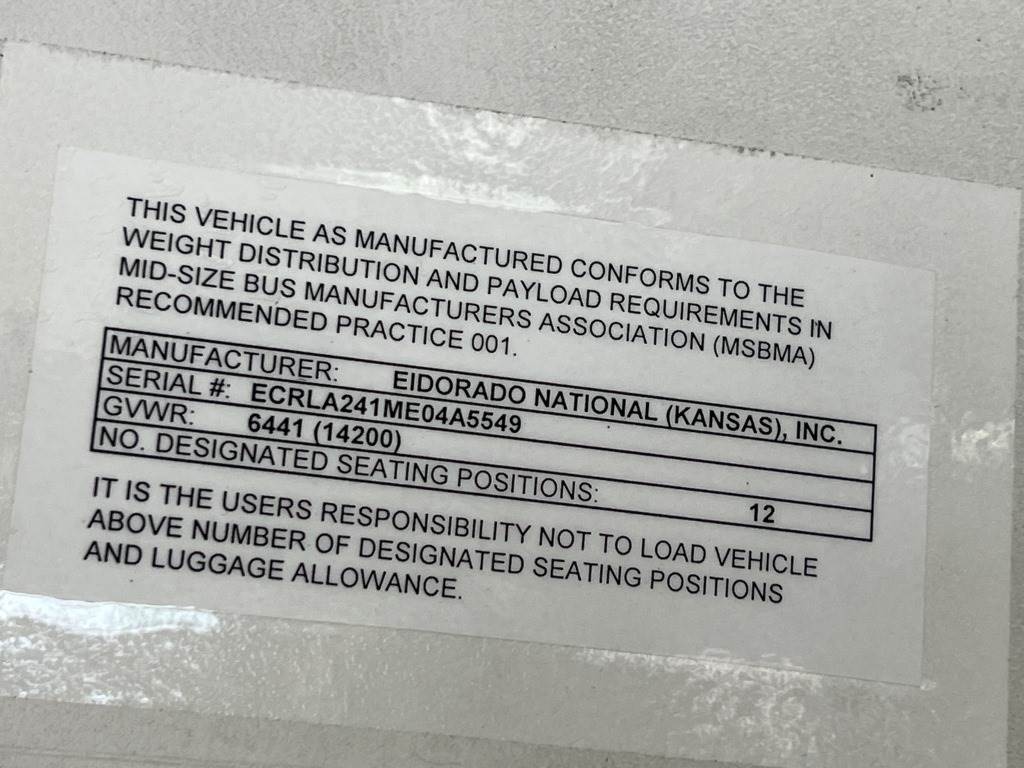 THIS VEHICLE AS MANUFACTURED CONFORMS TO THE
WEIGHT DISTRIBUTION AND PAYLOAD REQUIREMENTS IN
MID-SIZE BUS MANUFACTURERS ASSOCIATION (MSBMA)
RECOMMENDED PRACTICE 001.
MANUFACTURER: EIDORADO NATIONAL (KANSAS), INC.
SERIAL #: ECRLA241ME04A5549
GVWR: 6441 (14200)
NO. DESIGNATED SEATING POSITIONS: 12
IT IS THE USERS RESPONSIBILITY NOT TO LOAD VEHICLE
ABOVE NUMBER OF DESIGNATED SEATING POSITIONS
AND LUGGAGE ALLOWANCE.